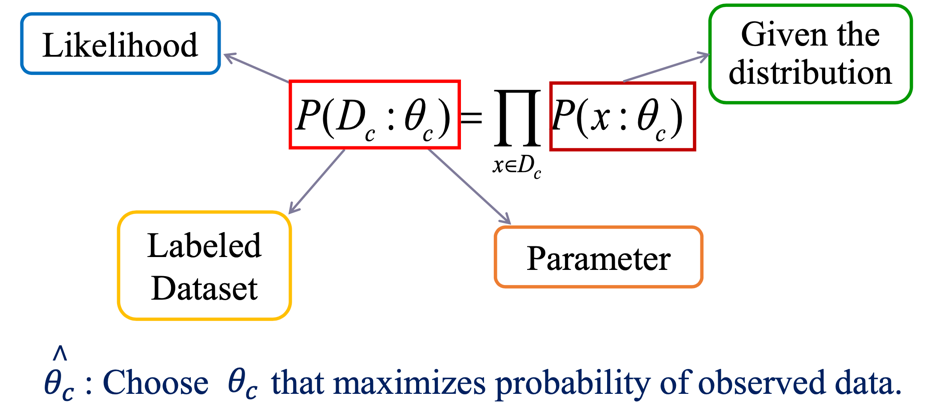 Likelihood
Given the
distribution
P(D_c : θ_c) = ∏_{x∈D_c} P(x : θ_c)
Labeled
Dataset
Parameter
θ̂_c : Choose θ_c that maximizes probability of observed data.